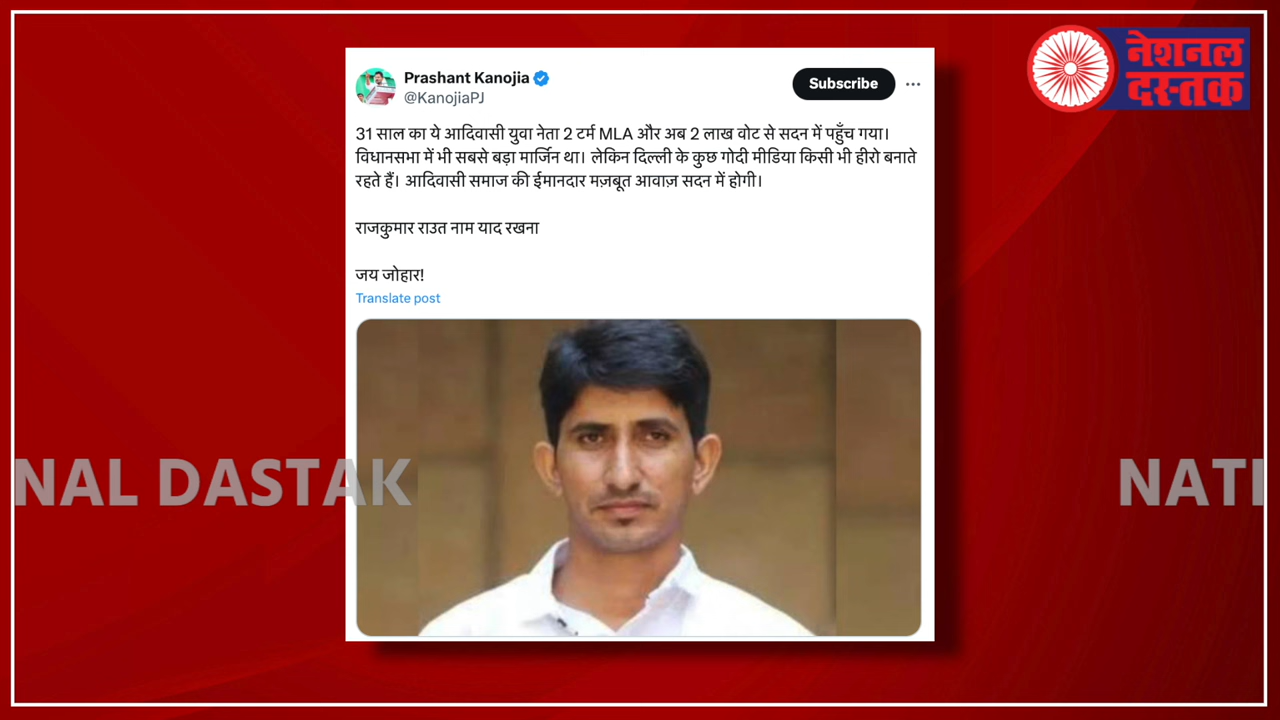 नेशनल
दस्तक
Prashant Kanojia
@KanojiaPJ
Subscribe
31 साल का ये आदिवासी युवा नेता 2 टर्म MLA और अब 2 लाख वोट से सदन में पहुँच गया।
विधानसभा में भी सबसे बड़ा मार्जिन था। लेकिन दिल्ली के कुछ गोदी मीडिया किसी भी हीरो बनाते
रहते हैं। आदिवासी समाज की ईमानदार मज़बूत आवाज़ सदन में होगी।
राजकुमार राउत नाम याद रखना
जय जोहार!
Translate post
NAL DASTAK
NATI